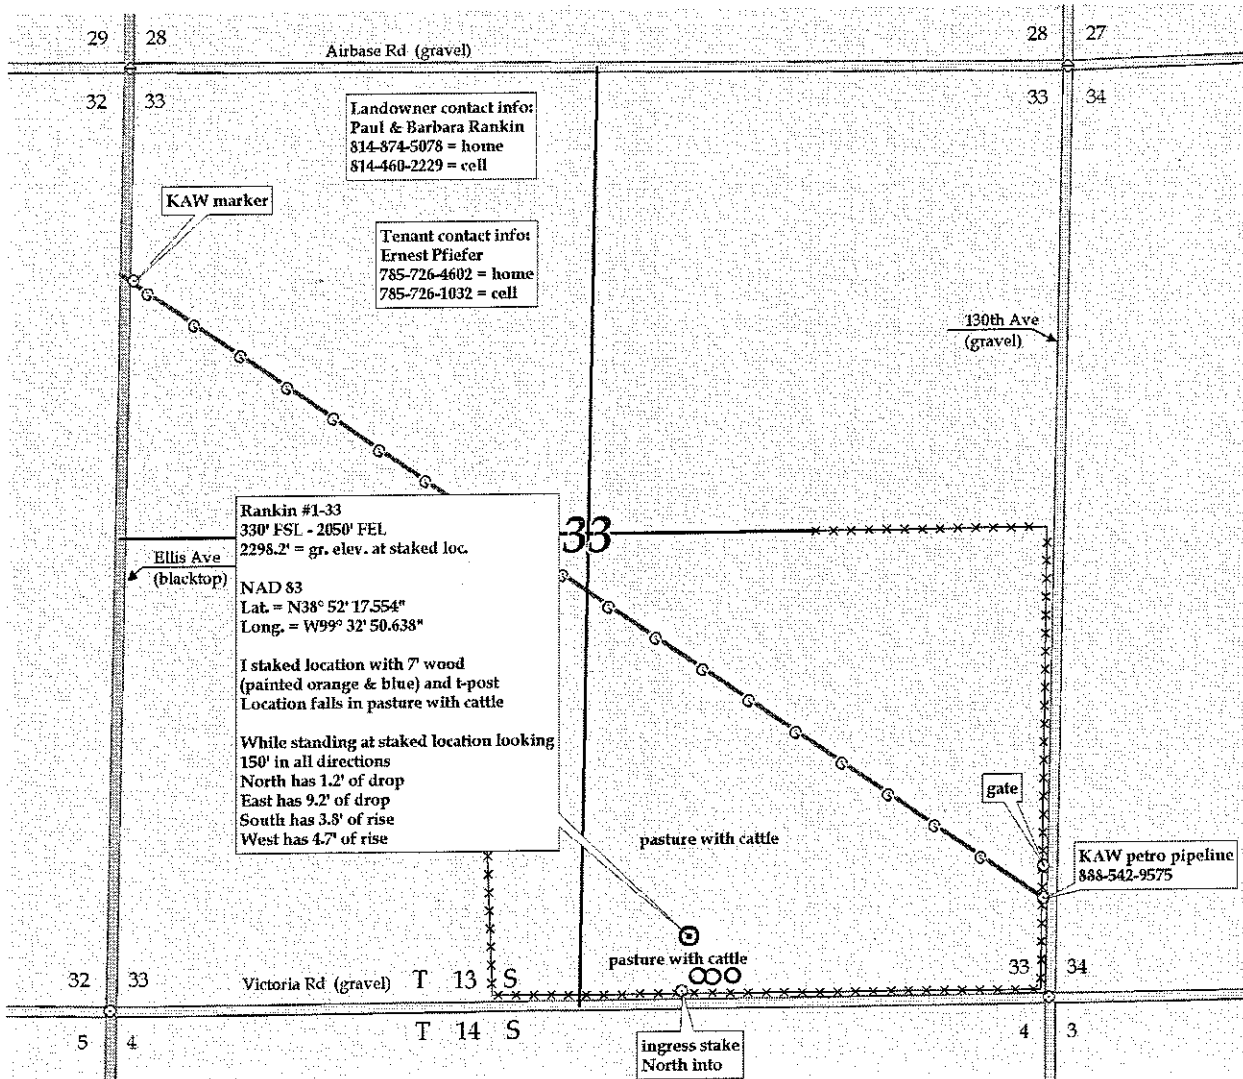 29 28
Airbase Rd (gravel)
28 27
32 33
33 34
Landowner contact info:
Paul & Barbara Rankin
814-874-5078 = home
814-460-2229 = cell
KAW marker
Tenant contact info:
Ernest Pfiefer
785-726-4602 = home
785-726-1032 = cell
130th Ave
(gravel)
Rankin #1-33
330' FSL - 2050' FEL
2298.2' = gr. elev. at staked loc.
NAD 83
Lat. = N38° 52' 17.554"
Long. = W99° 32' 50.638"
I staked location with 7' wood
(painted orange & blue) and t-post
Location falls in pasture with cattle
While standing at staked location looking
150' in all directions
North has 1.2' of drop
East has 9.2' of drop
South has 3.8' of rise
West has 4.7' of rise
33
Ellis Ave
(blacktop)
gate
pasture with cattle
KAW petro pipeline
888-542-9575
pasture with cattle
32 33
Victoria Rd (gravel)
T 13 S
33 34
5 4
T 14 S
4 3
ingress stake
North into